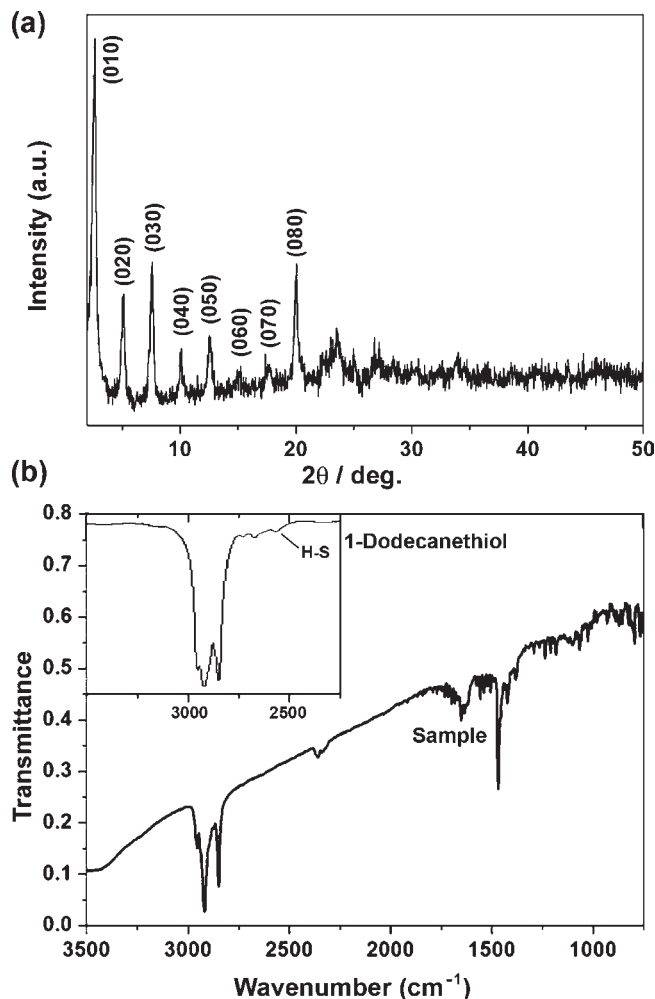 (a)
Intensity (a.u.)
(010)
(020)
(030)
(040)
(050)
(060)
(070)
(080)
10 20 30 40 50
2θ / deg.
(b)
Transmittance
0.8
0.7
0.6
0.5
0.4
0.3
0.2
0.1
0.0
1-Dodecanethiol
H-S
3000 2500
Sample
3500 3000 2500 2000 1500 1000
Wavenumber (cm⁻¹)